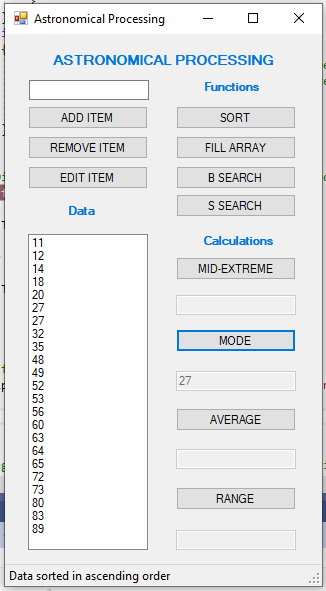 Astronomical Processing
ASTRONOMICAL PROCESSING
Functions
ADD ITEM
SORT
REMOVE ITEM
FILL ARRAY
EDIT ITEM
B SEARCH
S SEARCH
Data
Calculations
11
12
14
18
20
27
27
32
35
48
49
52
53
56
60
63
64
65
72
73
80
83
89
MID-EXTREME
MODE
27
AVERAGE
RANGE
Data sorted in ascending order